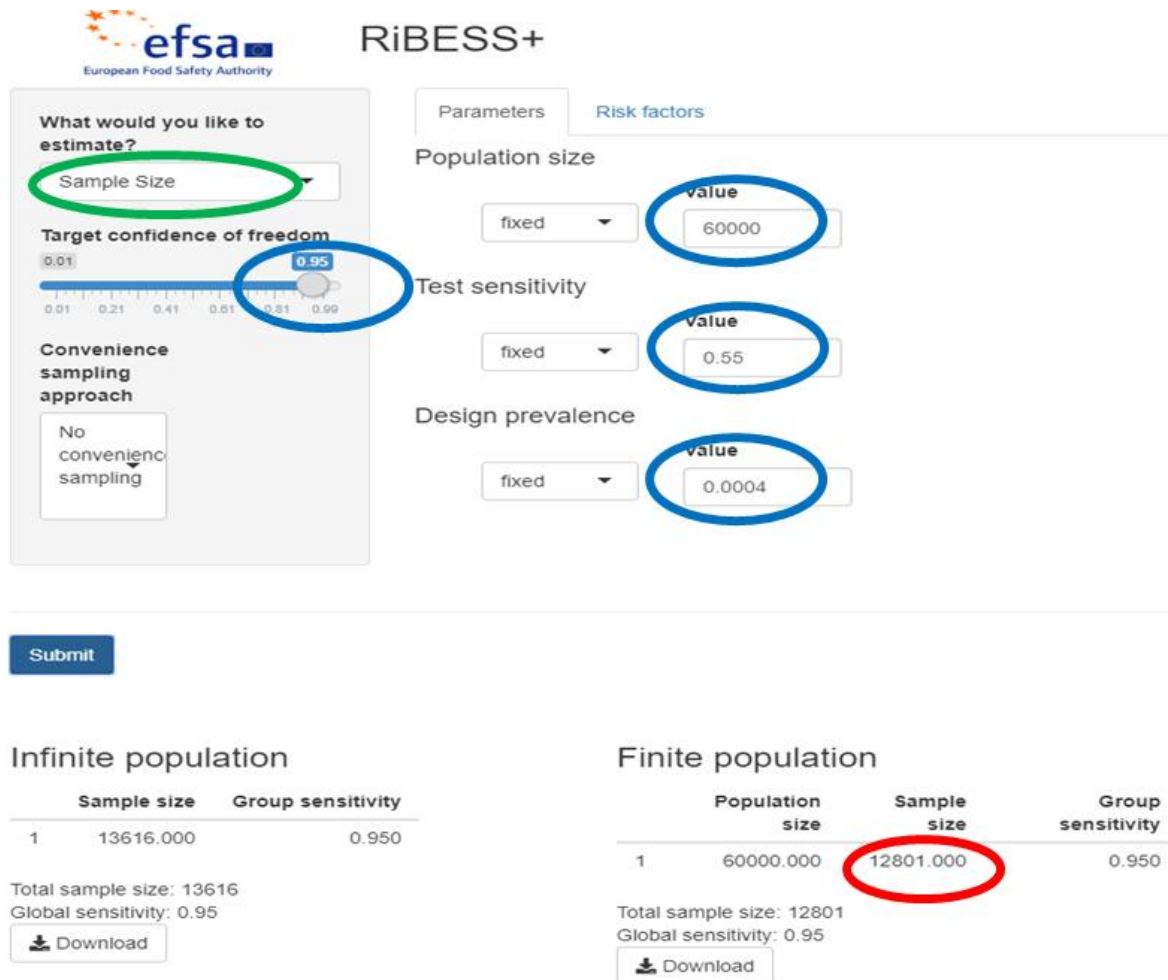 efsa
European Food Safety Authority
RiBESS+
What would you like to
estimate?
Sample Size
Target confidence of freedom
0.01
0.95
0.01 0.21 0.41 0.61 0.81 0.99
Convenience
sampling
approach
No
convenienc
sampling
Parameters Risk factors
Population size
Value
fixed 60000
Test sensitivity
Value
fixed 0.55
Design prevalence
Value
fixed 0.0004
Submit
Infinite population
Sample size Group sensitivity
1 13616.000 0.950
Total sample size: 13616
Global sensitivity: 0.95
Download
Finite population
Population Sample Group
size size sensitivity
1 60000.000 12801.000 0.950
Total sample size: 12801
Global sensitivity: 0.95
Download